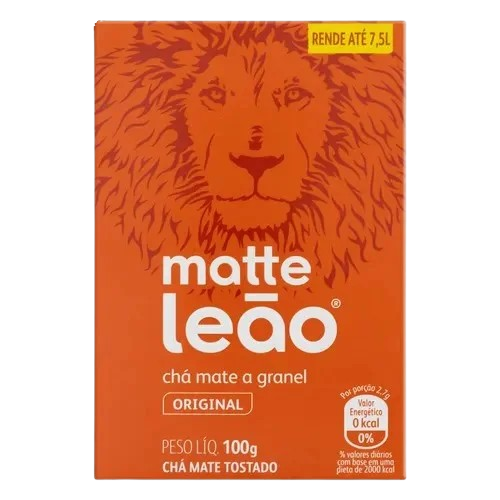 RENDE ATÉ 7,5L
matte
leão®
chá mate a granel
ORIGINAL
PESO LÍQ. 100g
CHÁ MATE TOSTADO
Por porção 2,7g
Valor
Energético
0 kcal
0%
% valores diários
com base em uma
dieta de 2000 kcal